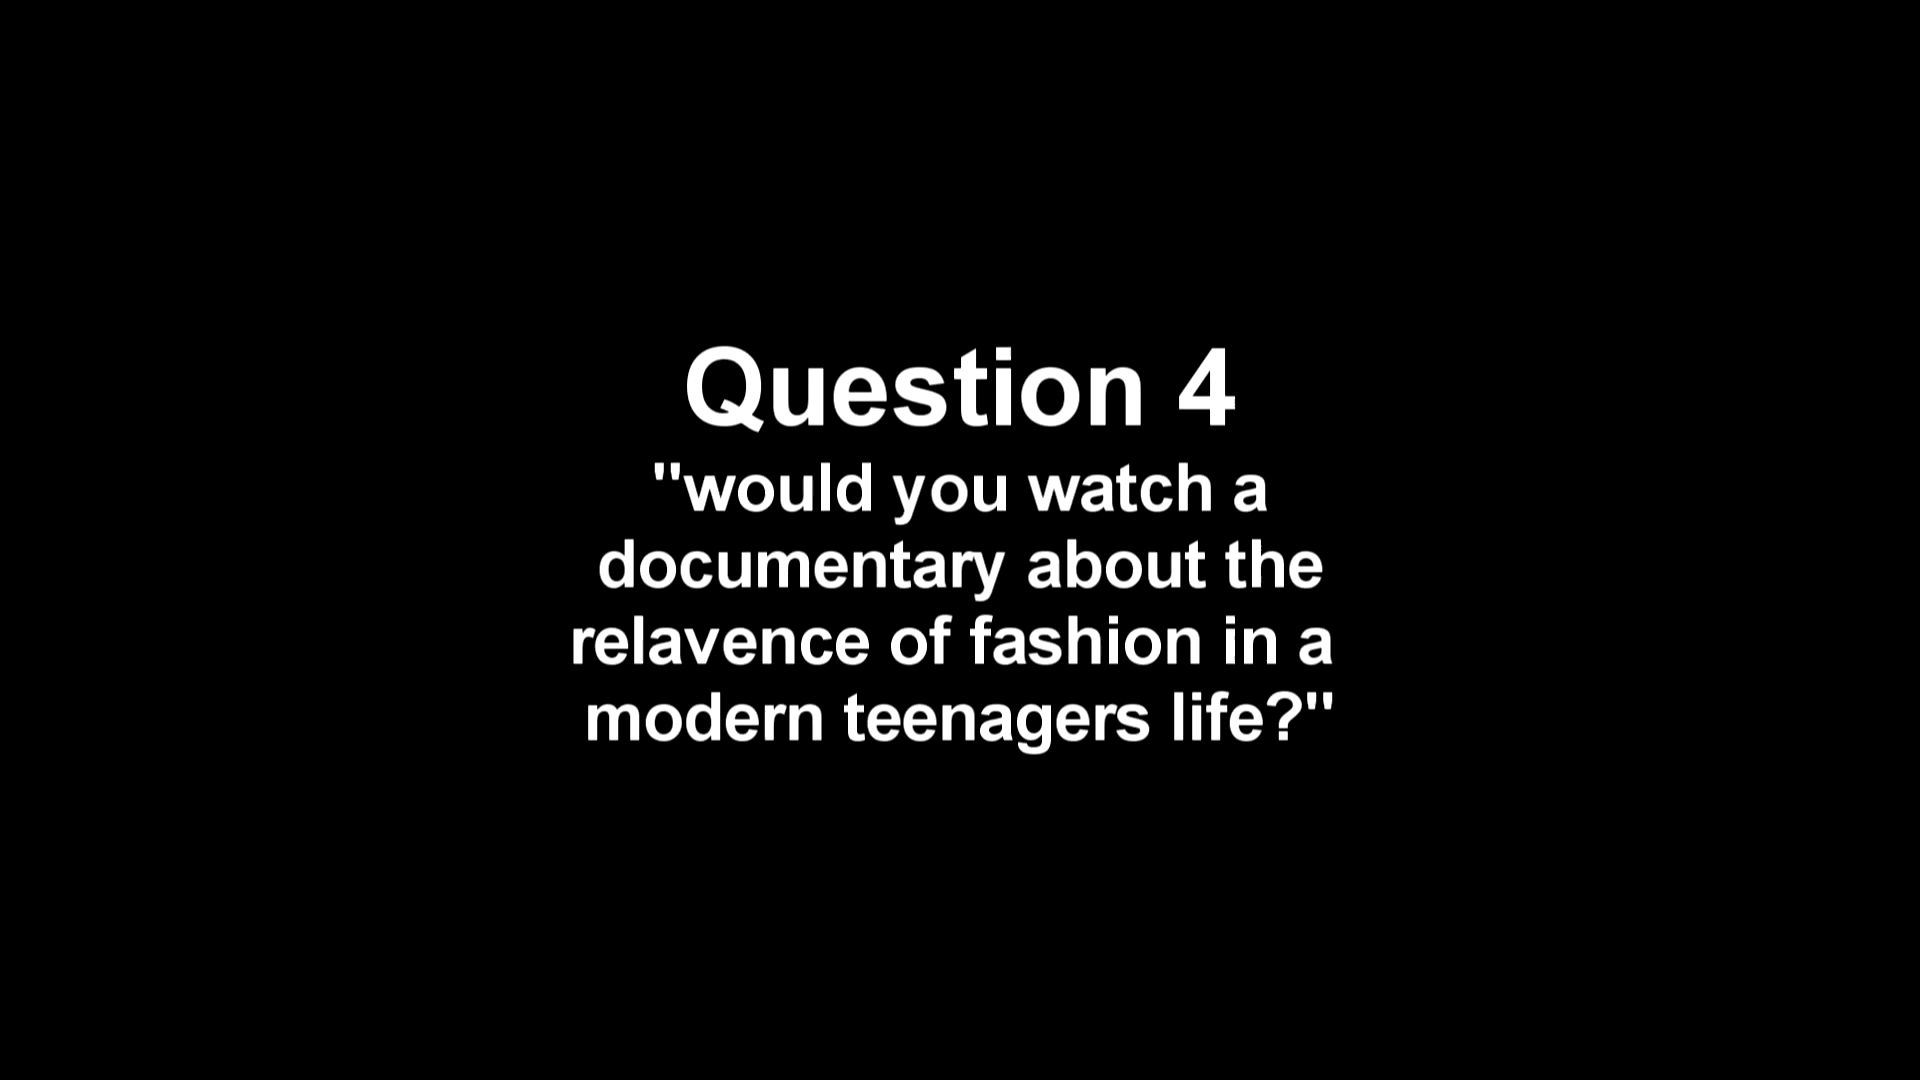 Question 4
"would you watch a
documentary about the
relavence of fashion in a
modern teenagers life?"